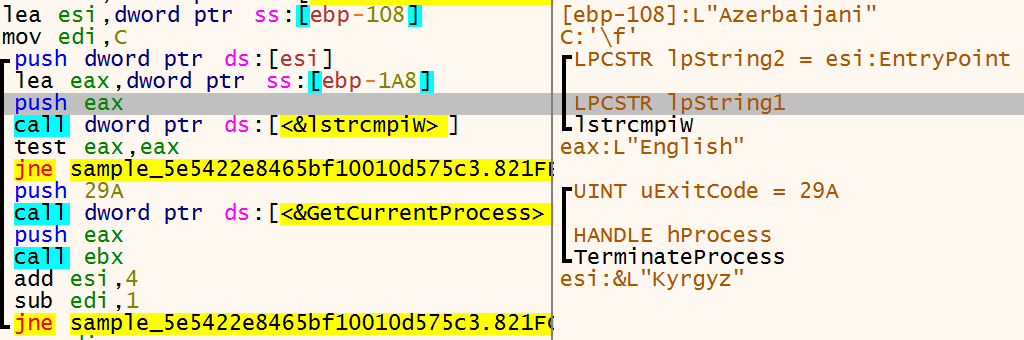 lea esi,dword ptr ss:[ebp-108] [ebp-108]:L"Azerbaijani"
mov edi,C C:'\f'
push dword ptr ds:[esi] LPCSTR lpString2 = esi:EntryPoint
lea eax,dword ptr ss:[ebp-1A8]
push eax LPCSTR lpString1
call dword ptr ds:[<&lstrcmpiW>] lstrcmpiW
test eax,eax eax:L"English"
jne sample_5e5422e8465bf10010d575c3.821F
push 29A UINT uExitCode = 29A
call dword ptr ds:[<&GetCurrentProcess>
push eax HANDLE hProcess
call ebx TerminateProcess
add esi,4 esi:&L"Kyrgyz"
sub edi,1
jne sample_5e5422e8465bf10010d575c3.821F